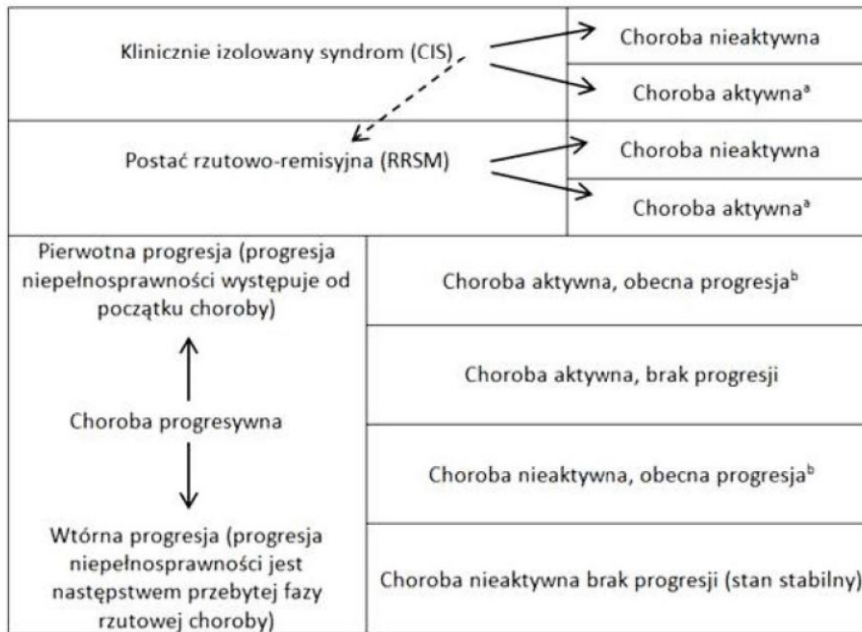 Klinicznie izolowany syndrom (CIS)
Choroba nieaktywna
Choroba aktywnaᵃ
Postać rzutowo-remisyjna (RRSM)
Choroba nieaktywna
Choroba aktywnaᵃ
Pierwotna progresja (progresja
niepełnosprawności występuje od
początku choroby)
Choroba progresywna
Wtórna progresja (progresja
niepełnosprawności jest
następstwem przebytej fazy
rzutowej choroby)
Choroba aktywna, obecna progresjaᵇ
Choroba aktywna, brak progresji
Choroba nieaktywna, obecna progresjaᵇ
Choroba nieaktywna brak progresji (stan stabilny)